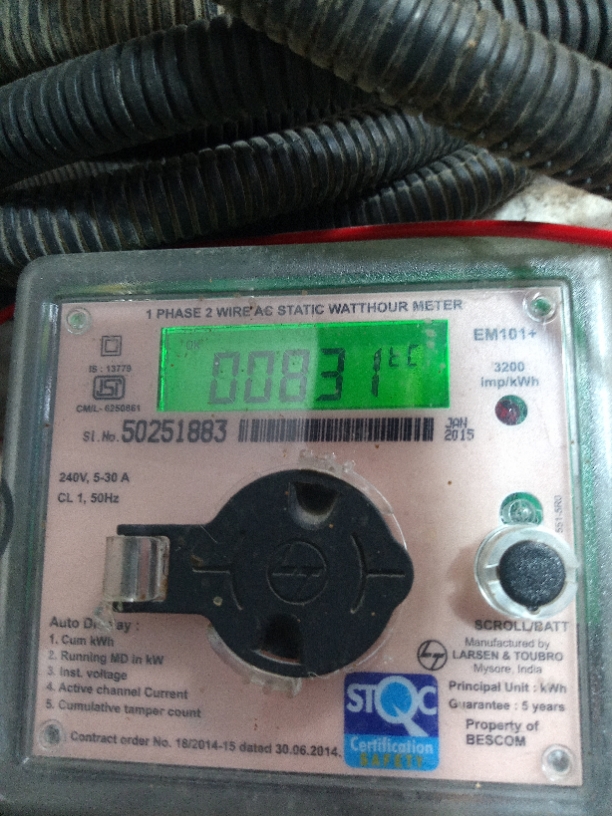 1 PHASE 2 WIRE AC STATIC WATTHOUR METER
EM101+
IS : 13779
00831
3200
imp/kWh
Sl.No.50251883
JAN
2015
240V, 5-30 A
CL 1, 50Hz
SCROLL/BATT
Auto :
1. Cum kWh
2. Running MD in kW
3. Inst. voltage
4. Active channel Current
5. Cumulative tamper count
Manufactured by
LARSEN & TOUBRO
Mysore, India
Principal Unit : kWh
Guarantee : 5 years
Property of
BESCOM
STQC
Certification
Contract order No. 18/2014-15 dated 30.06.2014.